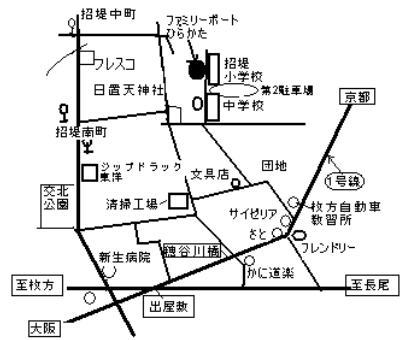 招堤中町
ファミリーポート
ひらかた
フレスコ
招堤
小学校
日置天神社
第2駐車場
中学校
京都
招堤南町
ジップドラック
東洋
団地
1号線
文具店
交北
公園
清掃工場
枚方自動車
教習所
サイゼリア
さと
フレンドリー
穂谷川橋
新生病院
かに道楽
至枚方
至長尾
出屋敷
大阪